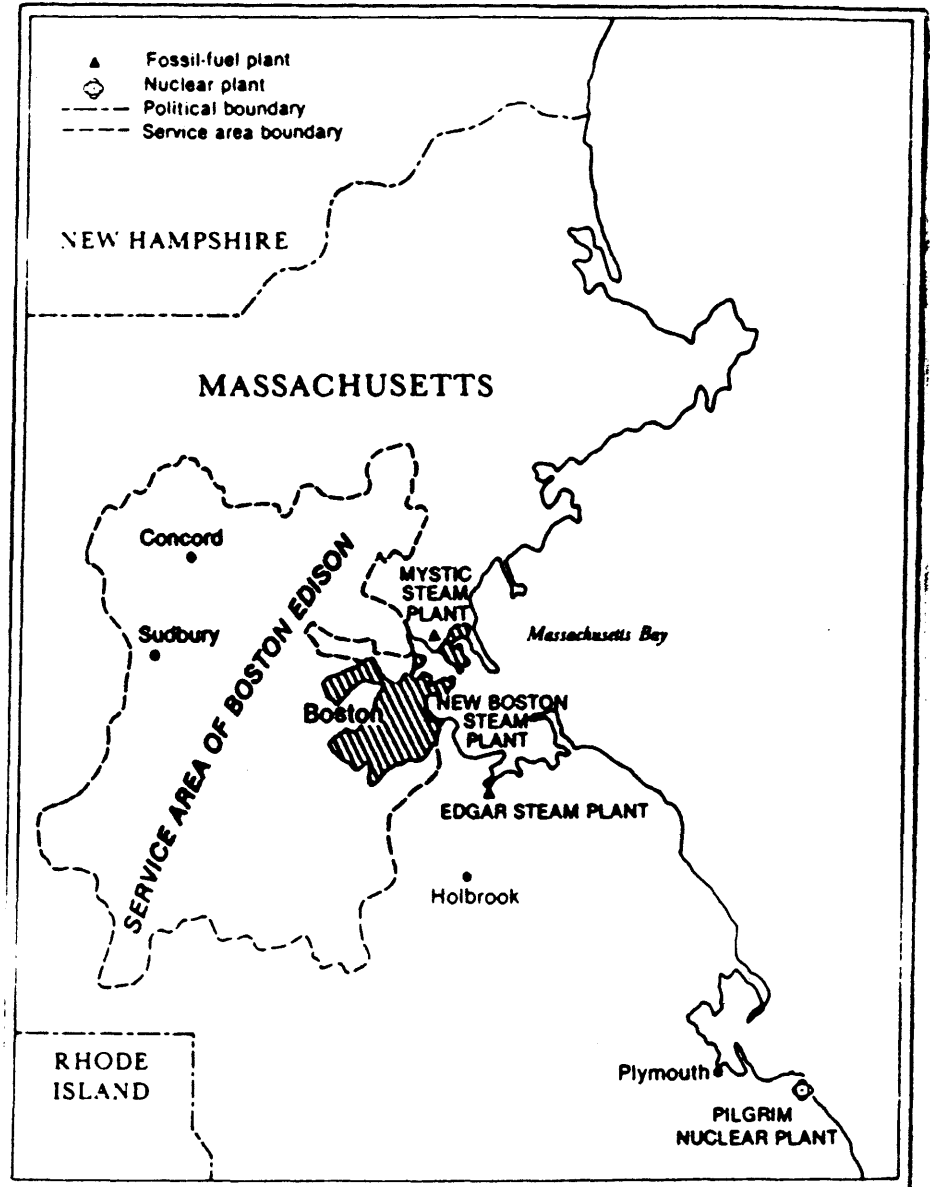 Fossil-fuel plant
Nuclear plant
Political boundary
Service area boundary
NEW HAMPSHIRE
MASSACHUSETTS
Concord
SERVICE AREA OF BOSTON EDISON
MYSTIC
STEAM
PLANT
Sudbury
Massachusetts Bay
Boston
NEW BOSTON
STEAM
PLANT
EDGAR STEAM PLANT
Holbrook
RHODE
ISLAND
Plymouth
PILGRIM
NUCLEAR PLANT